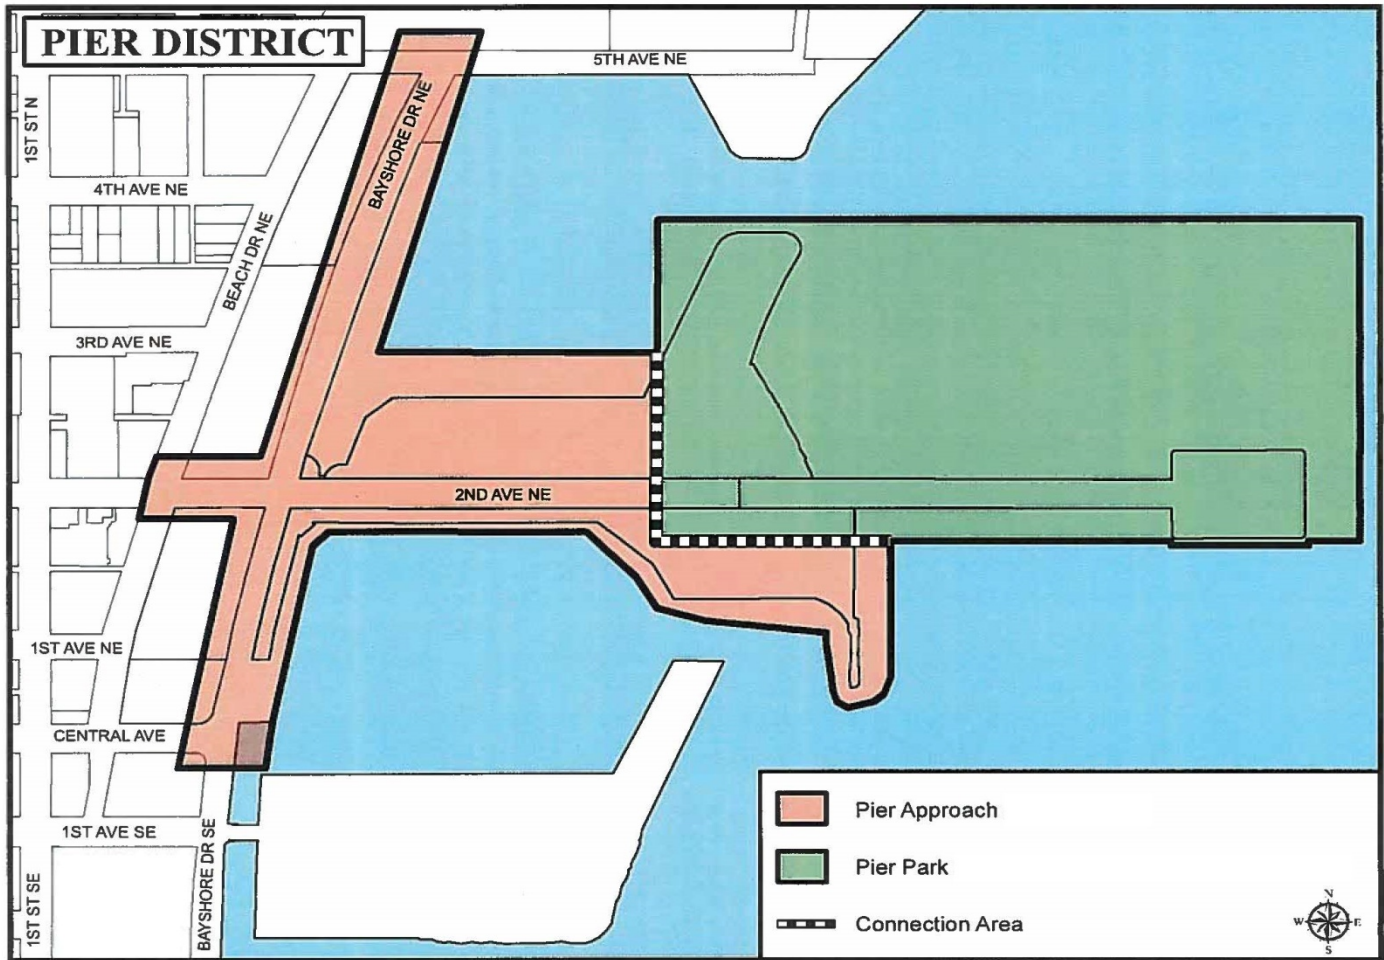 PIER DISTRICT
5TH AVE NE
1ST ST N
BAYSHORE DR NE
4TH AVE NE
BEACH DR NE
3RD AVE NE
2ND AVE NE
1ST AVE NE
CENTRAL AVE
1ST AVE SE
BAYSHORE DR SE
1ST ST SE
Pier Approach
Pier Park
Connection Area
N
W E
S